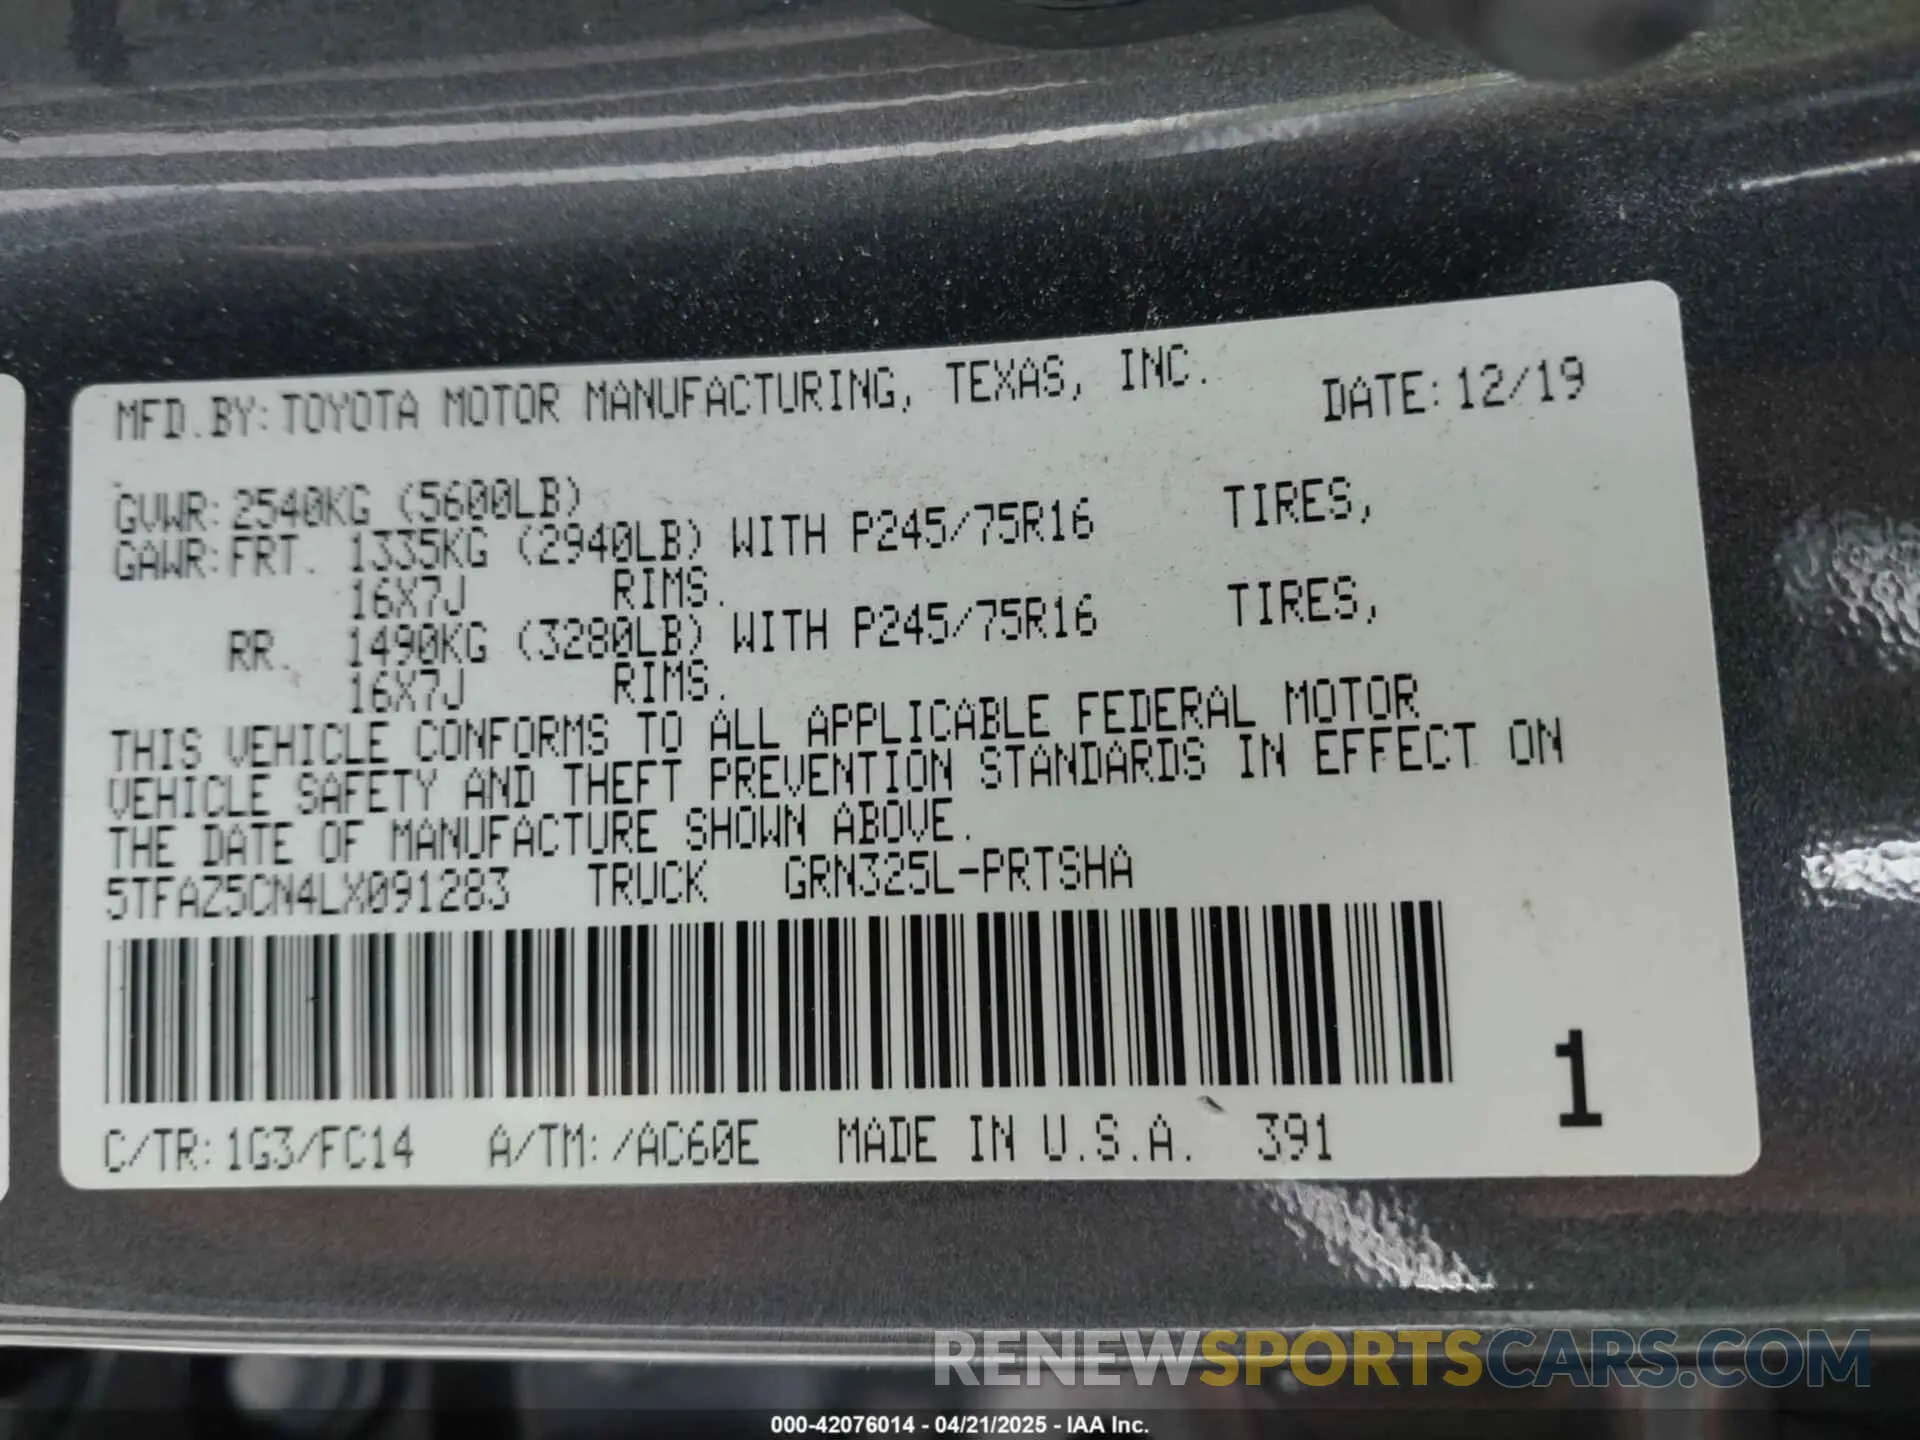 MFD.BY:TOYOTA MOTOR MANUFACTURING, TEXAS, INC. DATE:12/19
GVWR:2540KG (5600LB)
GAWR:FRT. 1335KG (2940LB) WITH P245/75R16 TIRES,
16X7J RIMS.
RR. 1490KG (3280LB) WITH P245/75R16 TIRES,
16X7J RIMS.
THIS VEHICLE CONFORMS TO ALL APPLICABLE FEDERAL MOTOR
VEHICLE SAFETY AND THEFT PREVENTION STANDARDS IN EFFECT ON
THE DATE OF MANUFACTURE SHOWN ABOVE.
5TFAZ5CN4LX091283 TRUCK GRN325L-PRTSHA
1
C/TR:1G3/FC14 A/TM:/AC60E MADE IN U.S.A. 391
RENEWSPORTSCARS.COM
000-42076014 - 04/21/2025 - IAA Inc.